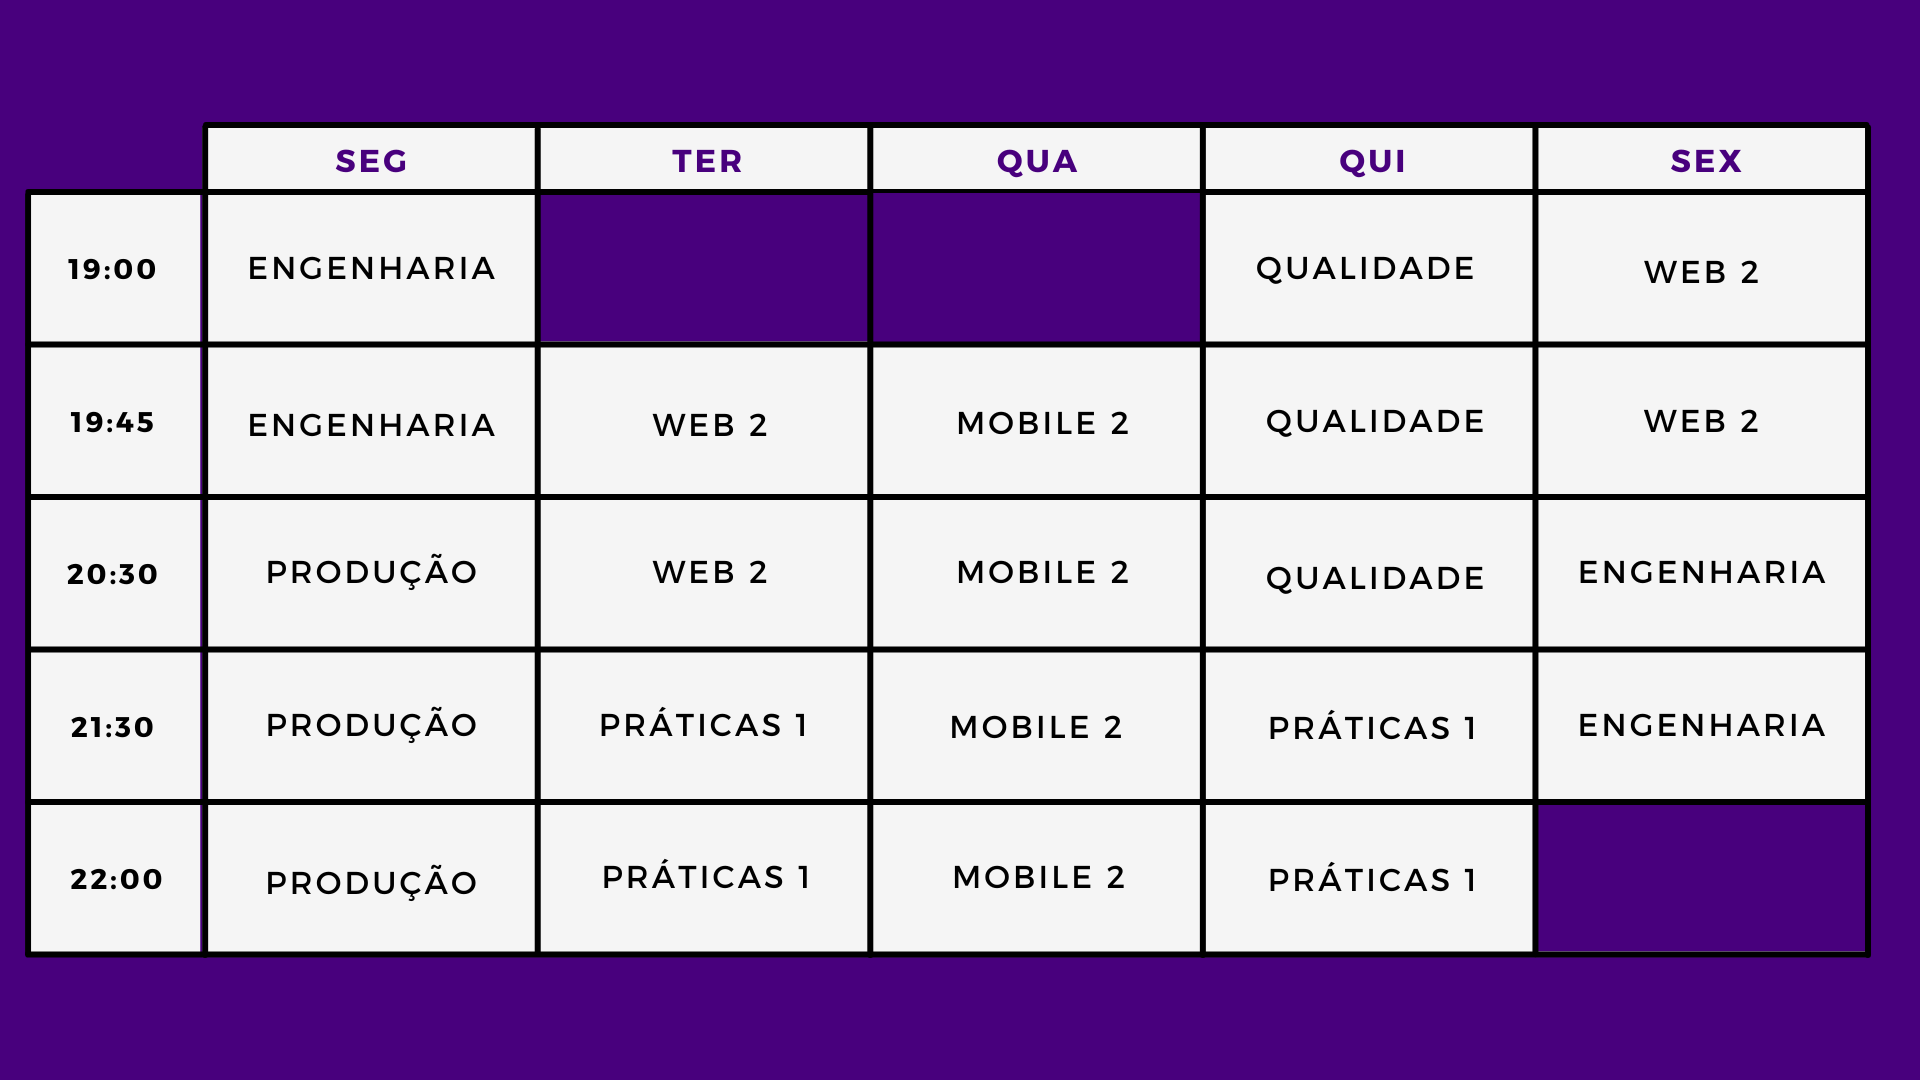 SEG TER QUA QUI SEX
19:00 ENGENHARIA QUALIDADE WEB 2
19:45 ENGENHARIA WEB 2 MOBILE 2 QUALIDADE WEB 2
20:30 PRODUÇÃO WEB 2 MOBILE 2 QUALIDADE ENGENHARIA
21:30 PRODUÇÃO PRÁTICAS 1 MOBILE 2 PRÁTICAS 1 ENGENHARIA
22:00 PRODUÇÃO PRÁTICAS 1 MOBILE 2 PRÁTICAS 1